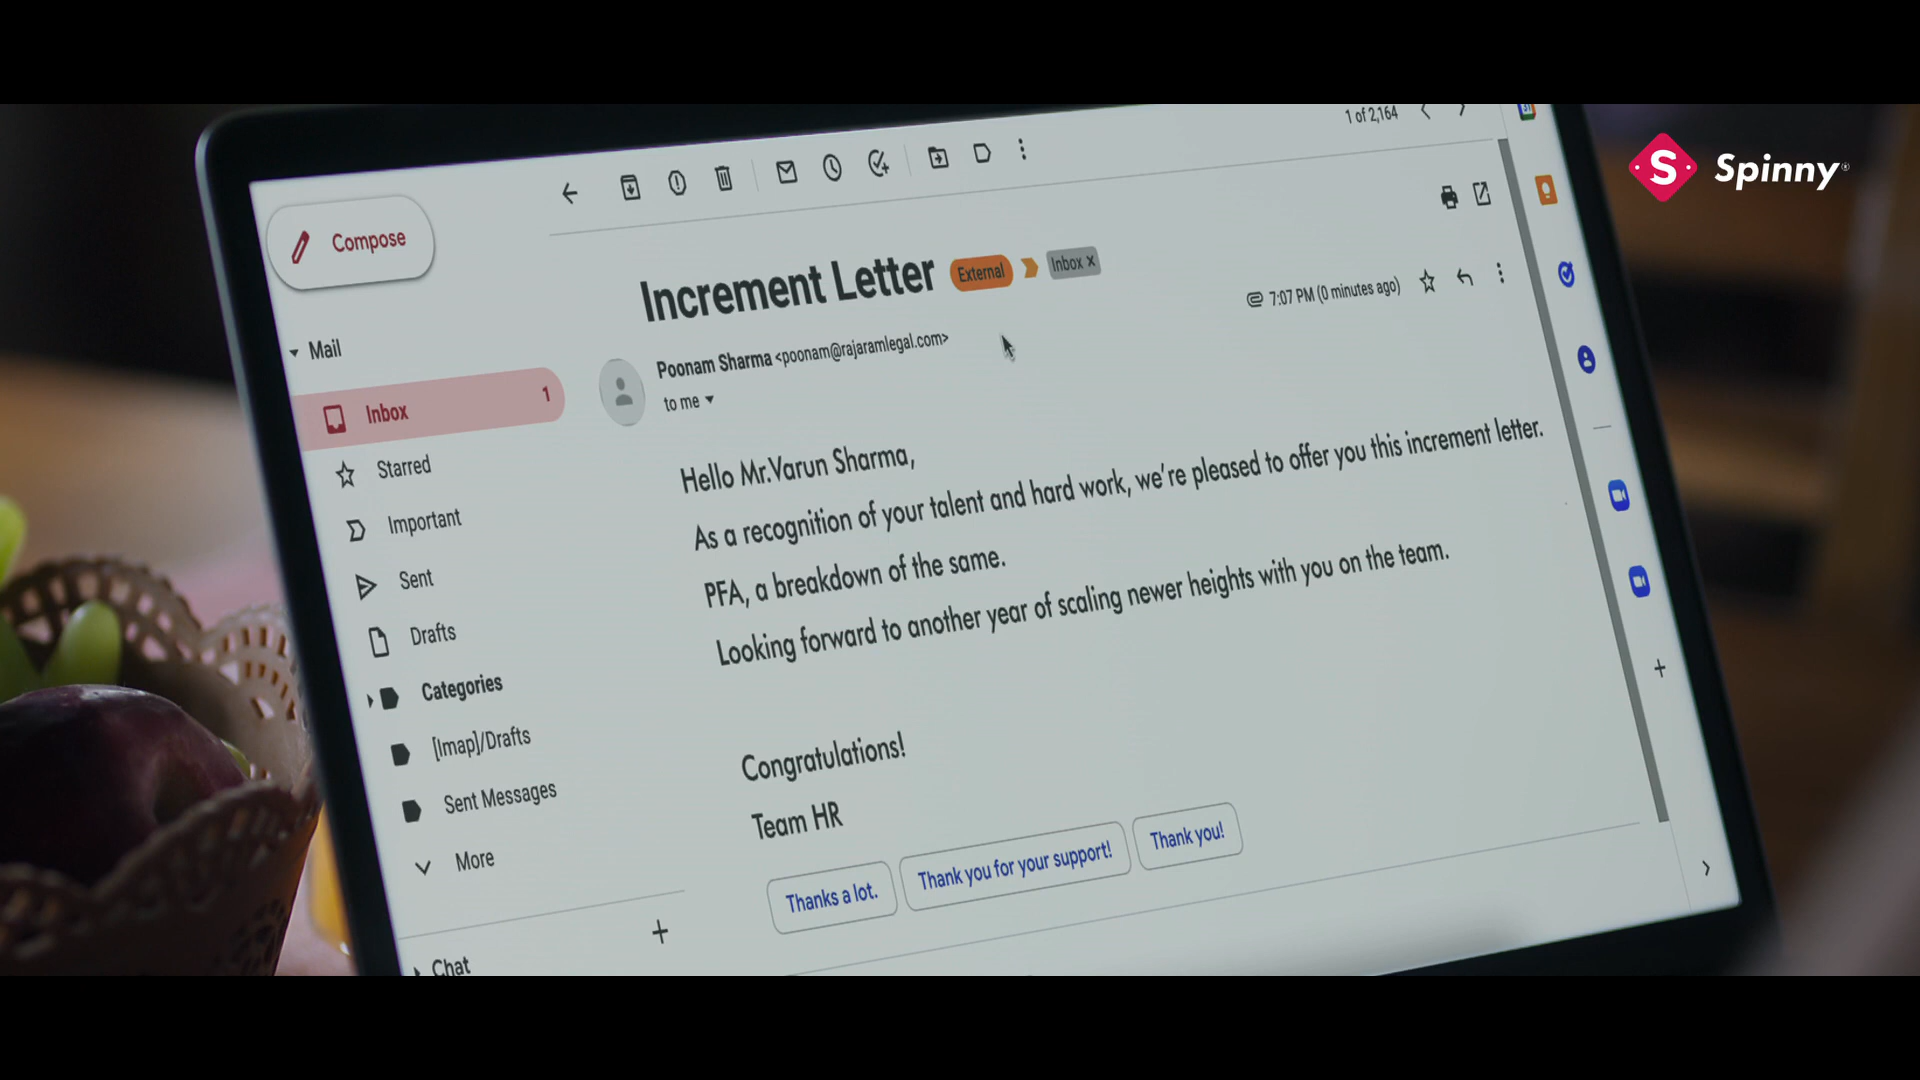 1 of 2,164
Spinny
Compose
Increment Letter External Inbox ×
7:07 PM (0 minutes ago)
Mail
Poonam Sharma <poonam@rajaramlegal.com>
to me
Inbox 1
Starred
Important
Sent
Drafts
Categories
[Imap]/Drafts
Sent Messages
More
Chat
Hello Mr.Varun Sharma,
As a recognition of your talent and hard work, we're pleased to offer you this increment letter.
PFA, a breakdown of the same.
Looking forward to another year of scaling newer heights with you on the team.
Congratulations!
Team HR
Thanks a lot.
Thank you for your support!
Thank you!